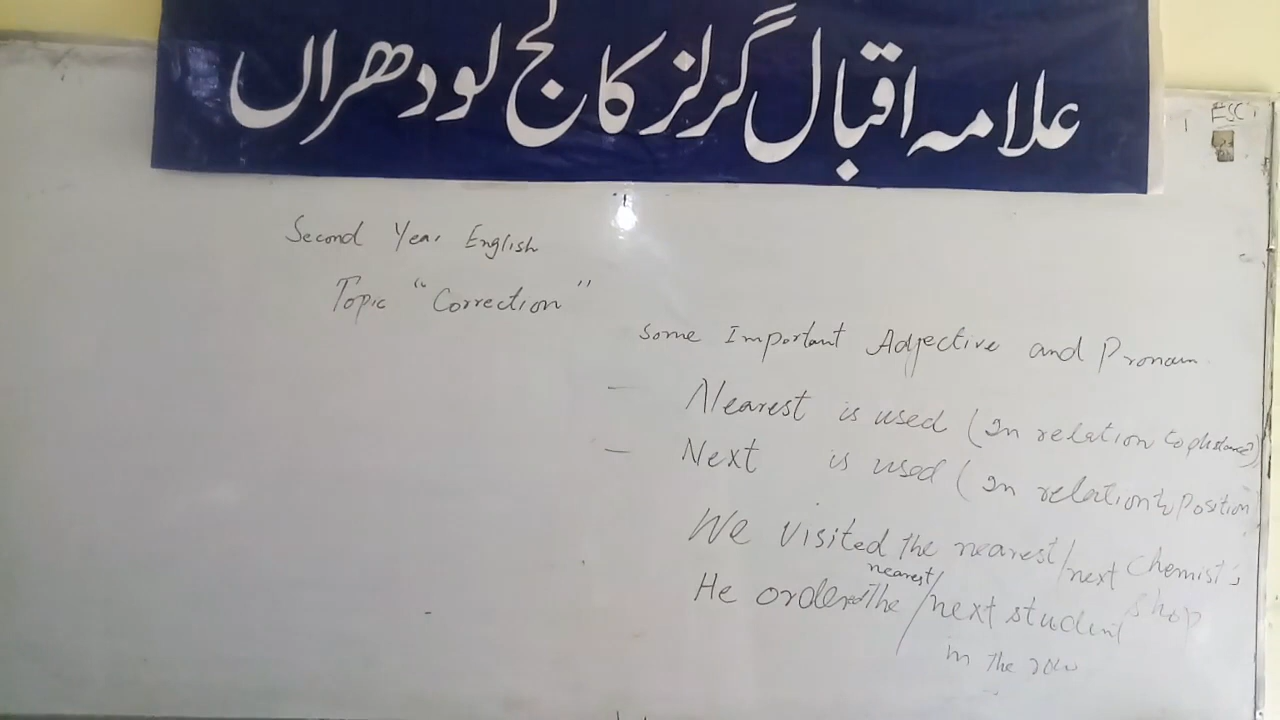 علامہ اقبال گرلز کالج لودھراں
FSC
Second Year English
Topic "Correction"
Some Important Adjective and Pronoun
— Nearest is used (In relation to distance)
— Next is used (In relation to Position)
We visited the nearest/next Chemist's
shop
He ordered the nearest/next student
in the row